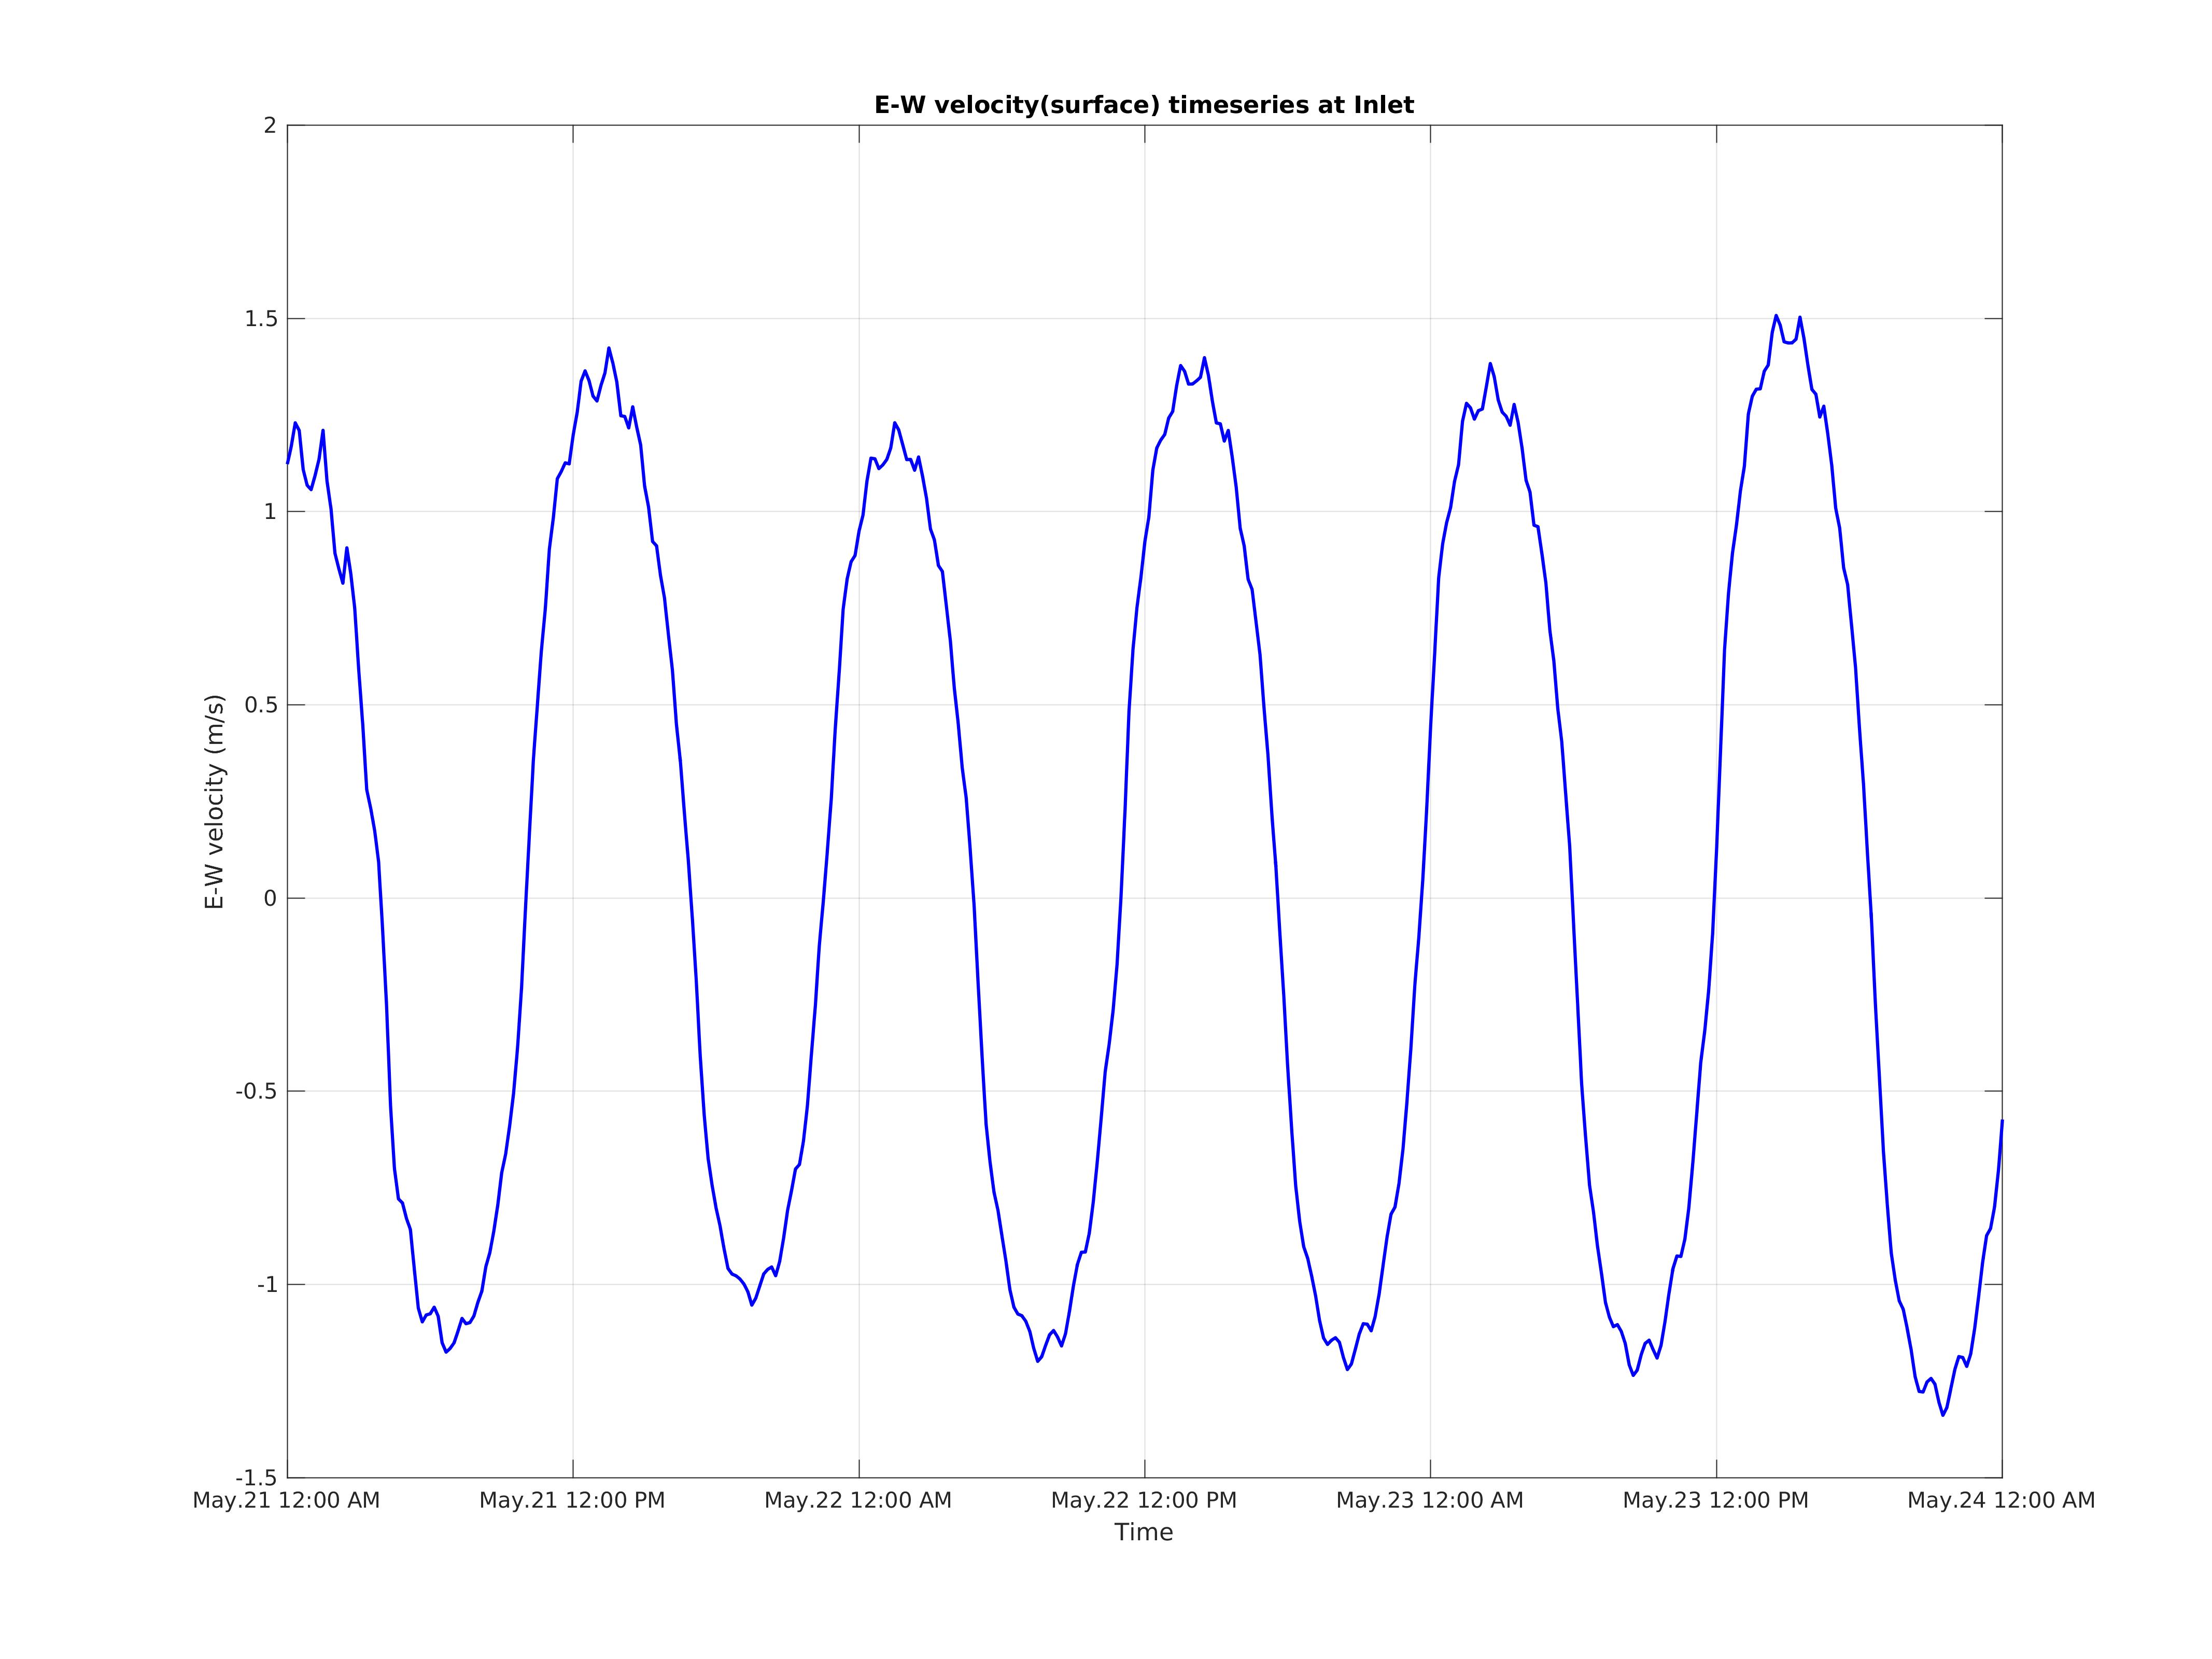 E-W velocity(surface) timeseries at Inlet
2
1.5
1
0.5
0
-0.5
-1
-1.5
E-W velocity (m/s)
May.21 12:00 AM
May.21 12:00 PM
May.22 12:00 AM
May.22 12:00 PM
May.23 12:00 AM
May.23 12:00 PM
May.24 12:00 AM
Time